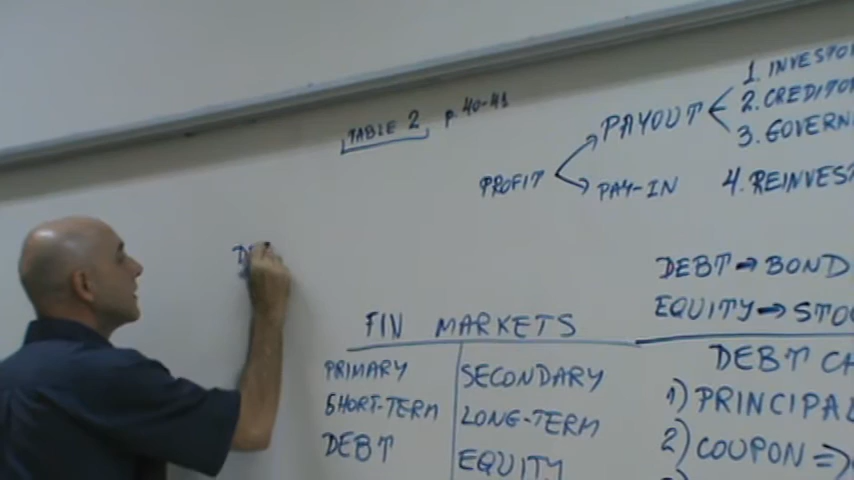 TABLE 2 p. 40-41
1. INVESTO
PROFIT PAYOUT 2. CREDITO
3. GOVERN
PAY-IN 4. REINVES
DEBT → BOND
EQUITY → STO
FIN MARKETS
PRIMARY SECONDARY
SHORT-TERM LONG-TERM
DEBT EQUITY
DEBT CH
1) PRINCIPAL
2) COUPON ⇒